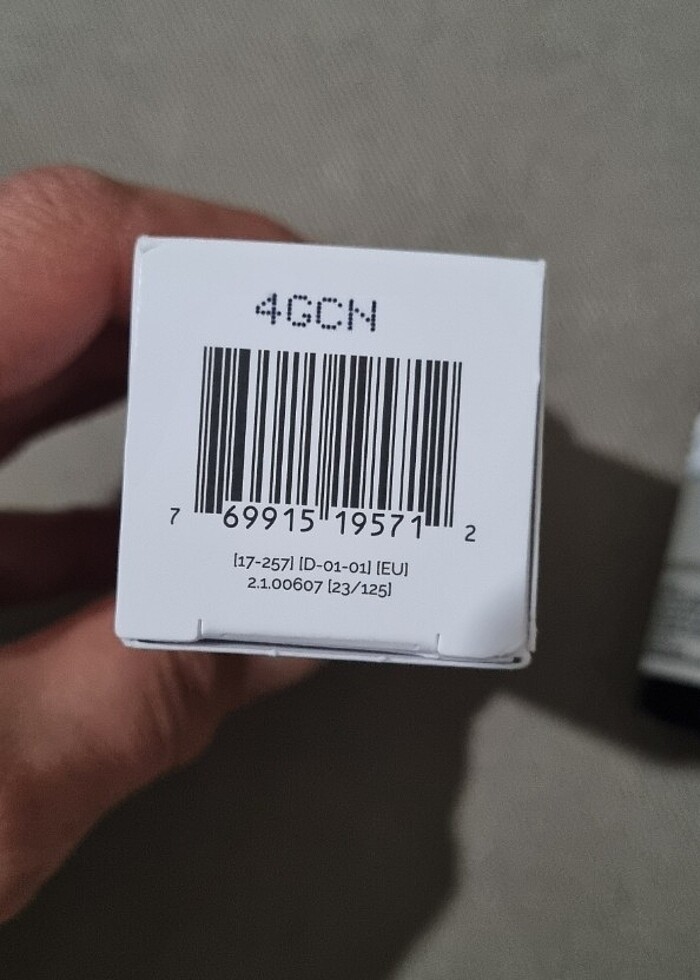 4GCN
7 69915 19571 2
[17-257] [D-01-01] [EU]
2.1.00607 [23/125]